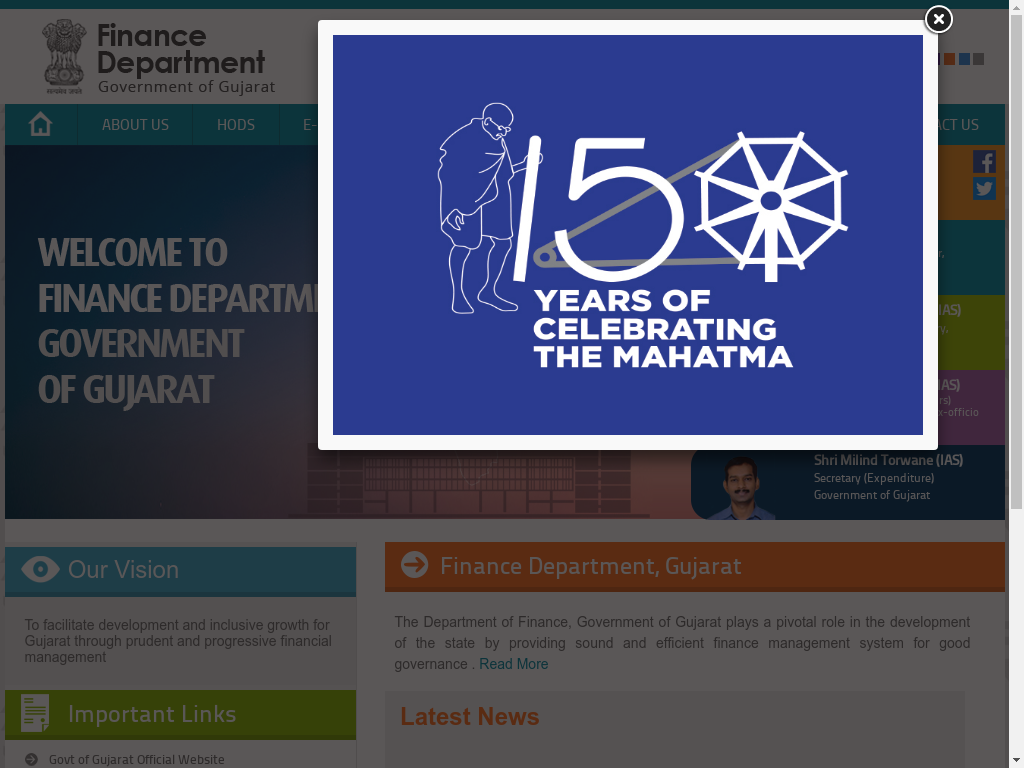 Finance
Department
Government of Gujarat
सत्यमेव जयते
ABOUT US
HODS
E-
ACT US
150
YEARS OF
CELEBRATING
THE MAHATMA
WELCOME TO
FINANCE DEPARTM
GOVERNMENT
OF GUJARAT
IAS)
IAS)
x-officio
Shri Milind Torwane (IAS)
Secretary (Expenditure)
Government of Gujarat
Our Vision
To facilitate development and inclusive growth for
Gujarat through prudent and progressive financial
management
Important Links
Govt of Gujarat Official Website
Finance Department, Gujarat
The Department of Finance, Government of Gujarat plays a pivotal role in the development
of the state by providing sound and efficient finance management system for good
governance . Read More
Latest News